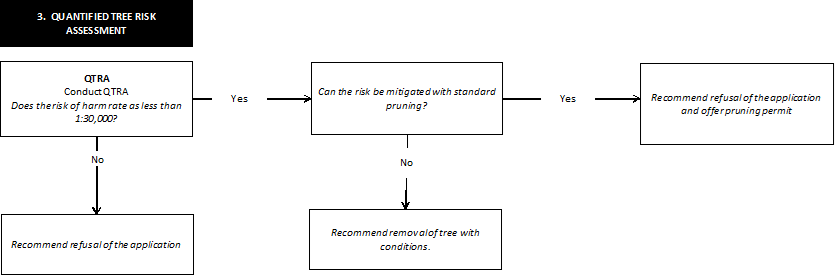 3. QUANTIFIED TREE RISK
ASSESSMENT
QTRA
Conduct QTRA
Does the risk of harm rate as less than
1:30,000?
Yes
Can the risk be mitigated with standard
pruning?
Yes
Recommend refusal of the application
and offer pruning permit
No
No
Recommend refusal of the application
Recommend removal of tree with
conditions.